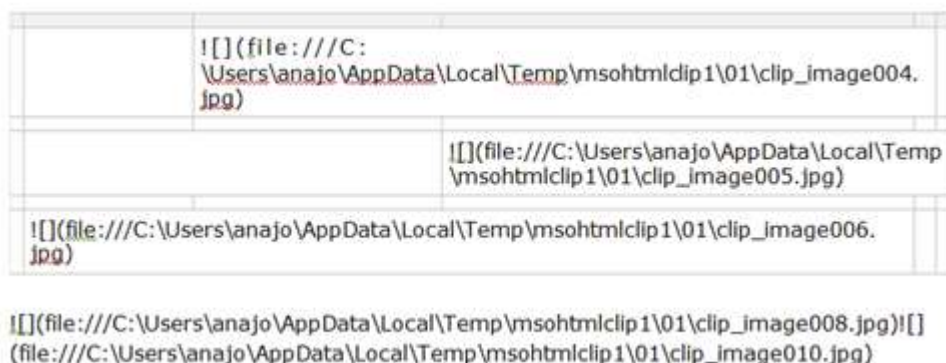 ![](file:///C:
\Users\anajo\AppData\Local\Temp\msohtmlclip1\01\clip_image004.
jpg)
![](file:///C:\Users\anajo\AppData\Local\Temp
\msohtmlclip1\01\clip_image005.jpg)
![](file:///C:\Users\anajo\AppData\Local\Temp\msohtmlclip1\01\clip_image006.
jpg)
![](file:///C:\Users\anajo\AppData\Local\Temp\msohtmlclip1\01\clip_image008.jpg)![]
(file:///C:\Users\anajo\AppData\Local\Temp\msohtmlclip1\01\clip_image010.jpg)